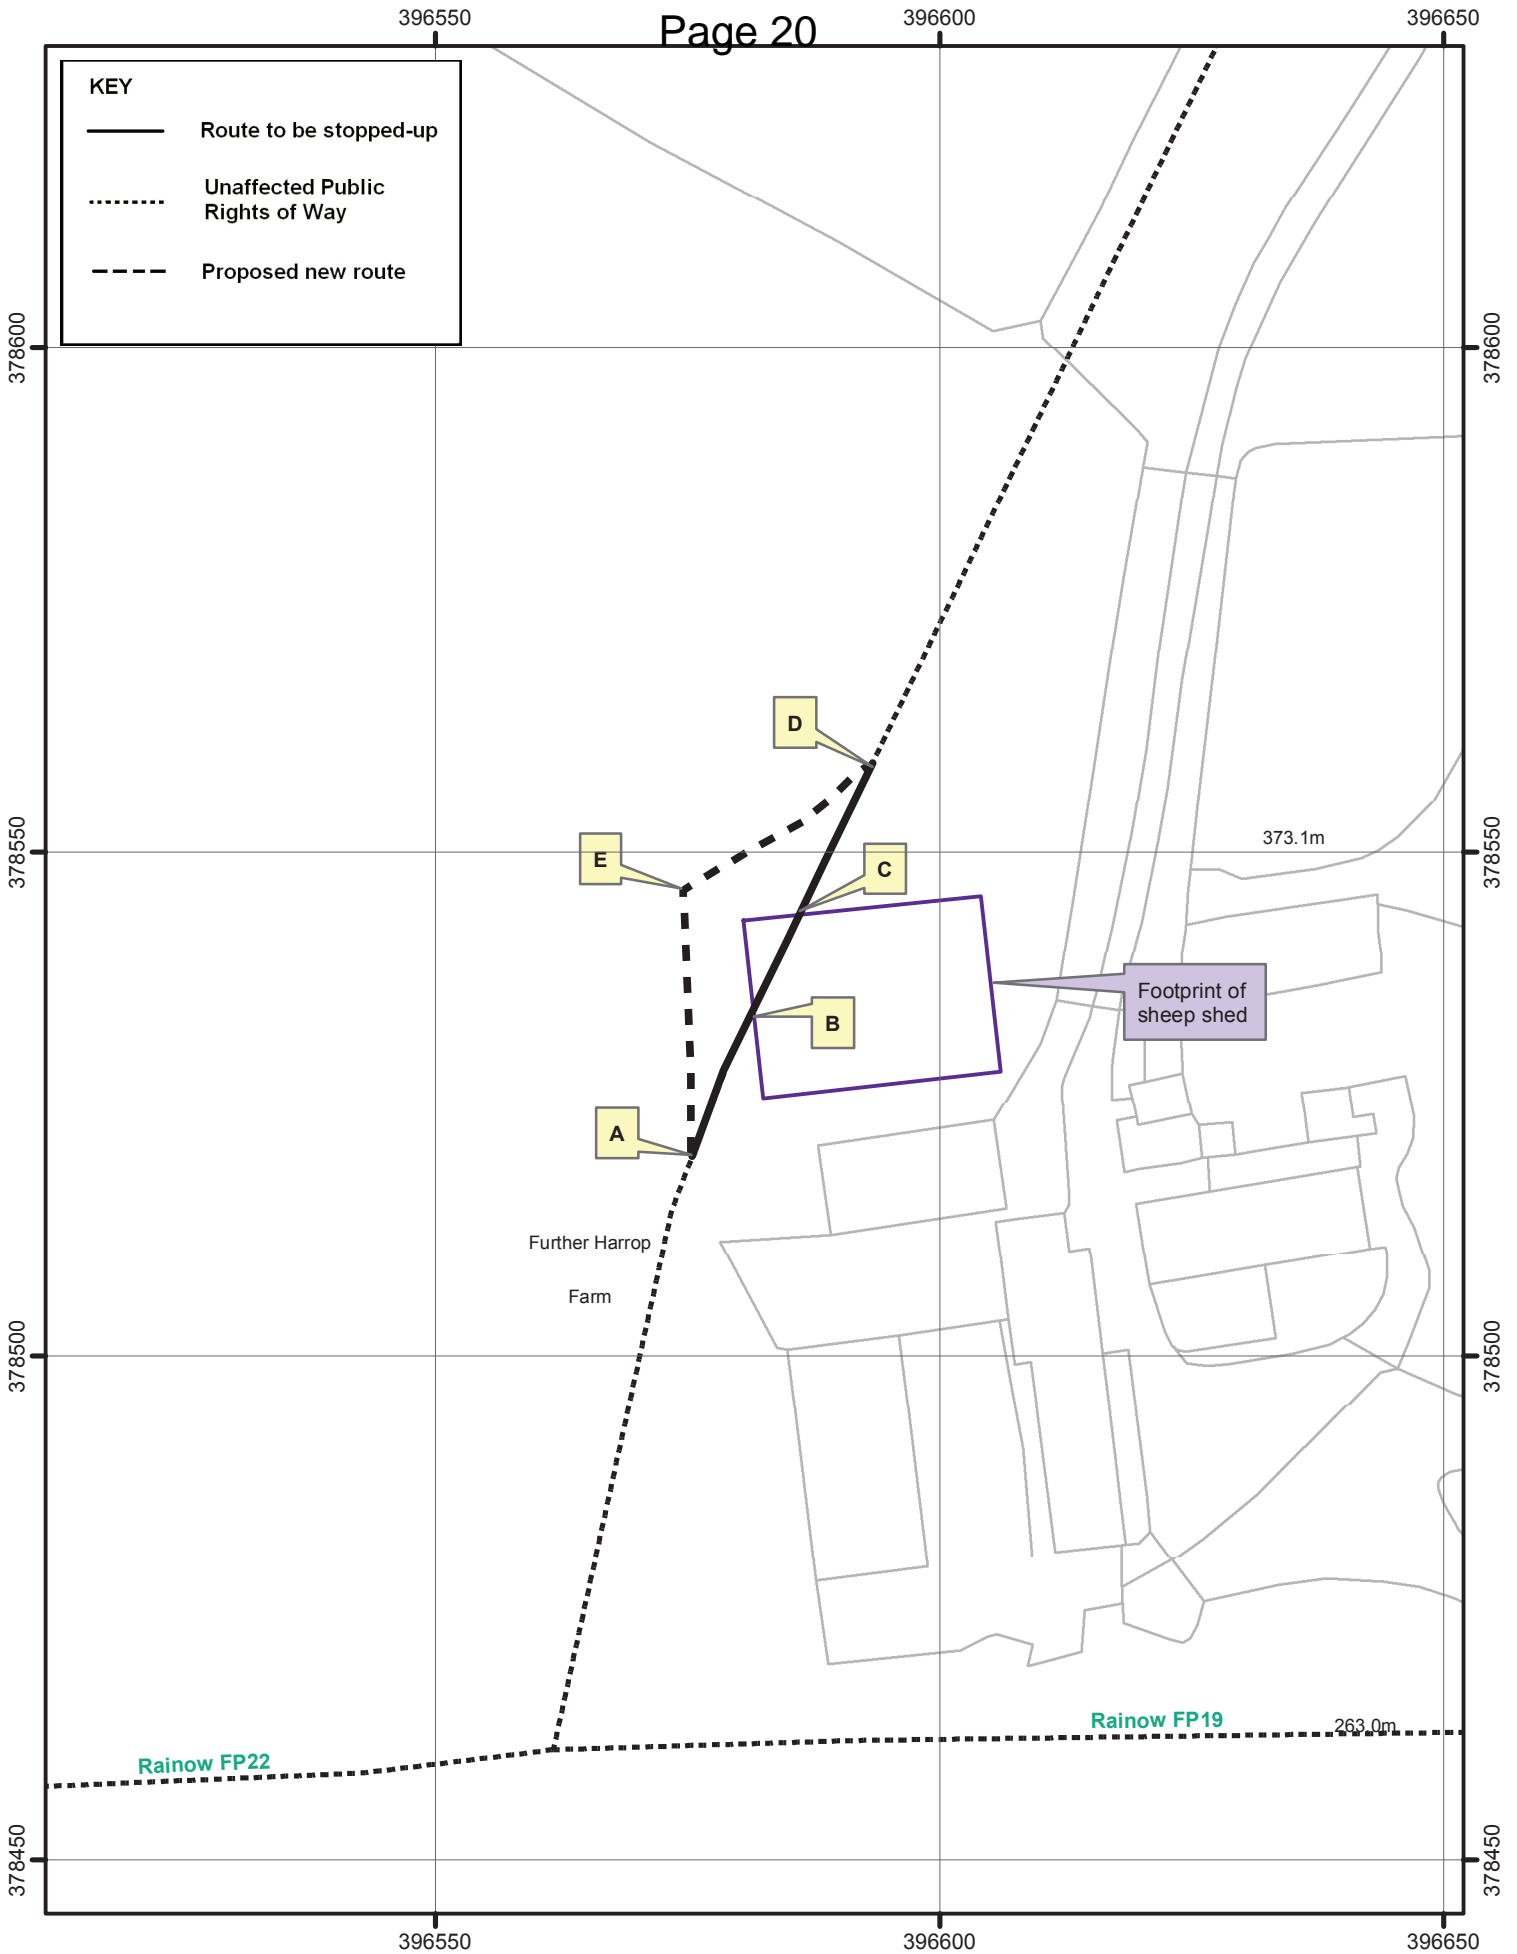 Page 20
396550
396600
396650
KEY
Route to be stopped-up
Unaffected Public
Rights of Way
Proposed new route
378600
378600
D
378550
378550
373.1m
E
C
Footprint of
sheep shed
B
A
Further Harrop
Farm
378500
378500
Rainow FP19
263.0m
Rainow FP22
378450
378450
396550
396600
396650